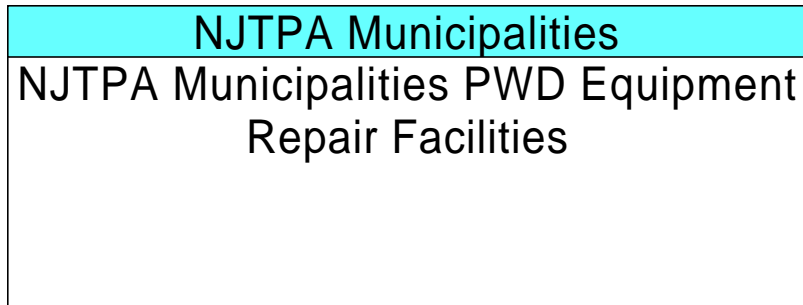 NJTPA Municipalities
NJTPA Municipalities PWD Equipment
Repair Facilities